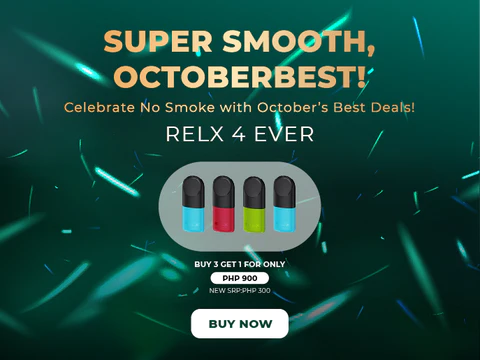 SUPER SMOOTH,
OCTOBERBEST!
Celebrate No Smoke with October's Best Deals!
RELX 4 EVER
BUY 3 GET 1 FOR ONLY
PHP 900
NEW SRP:PHP 300
BUY NOW